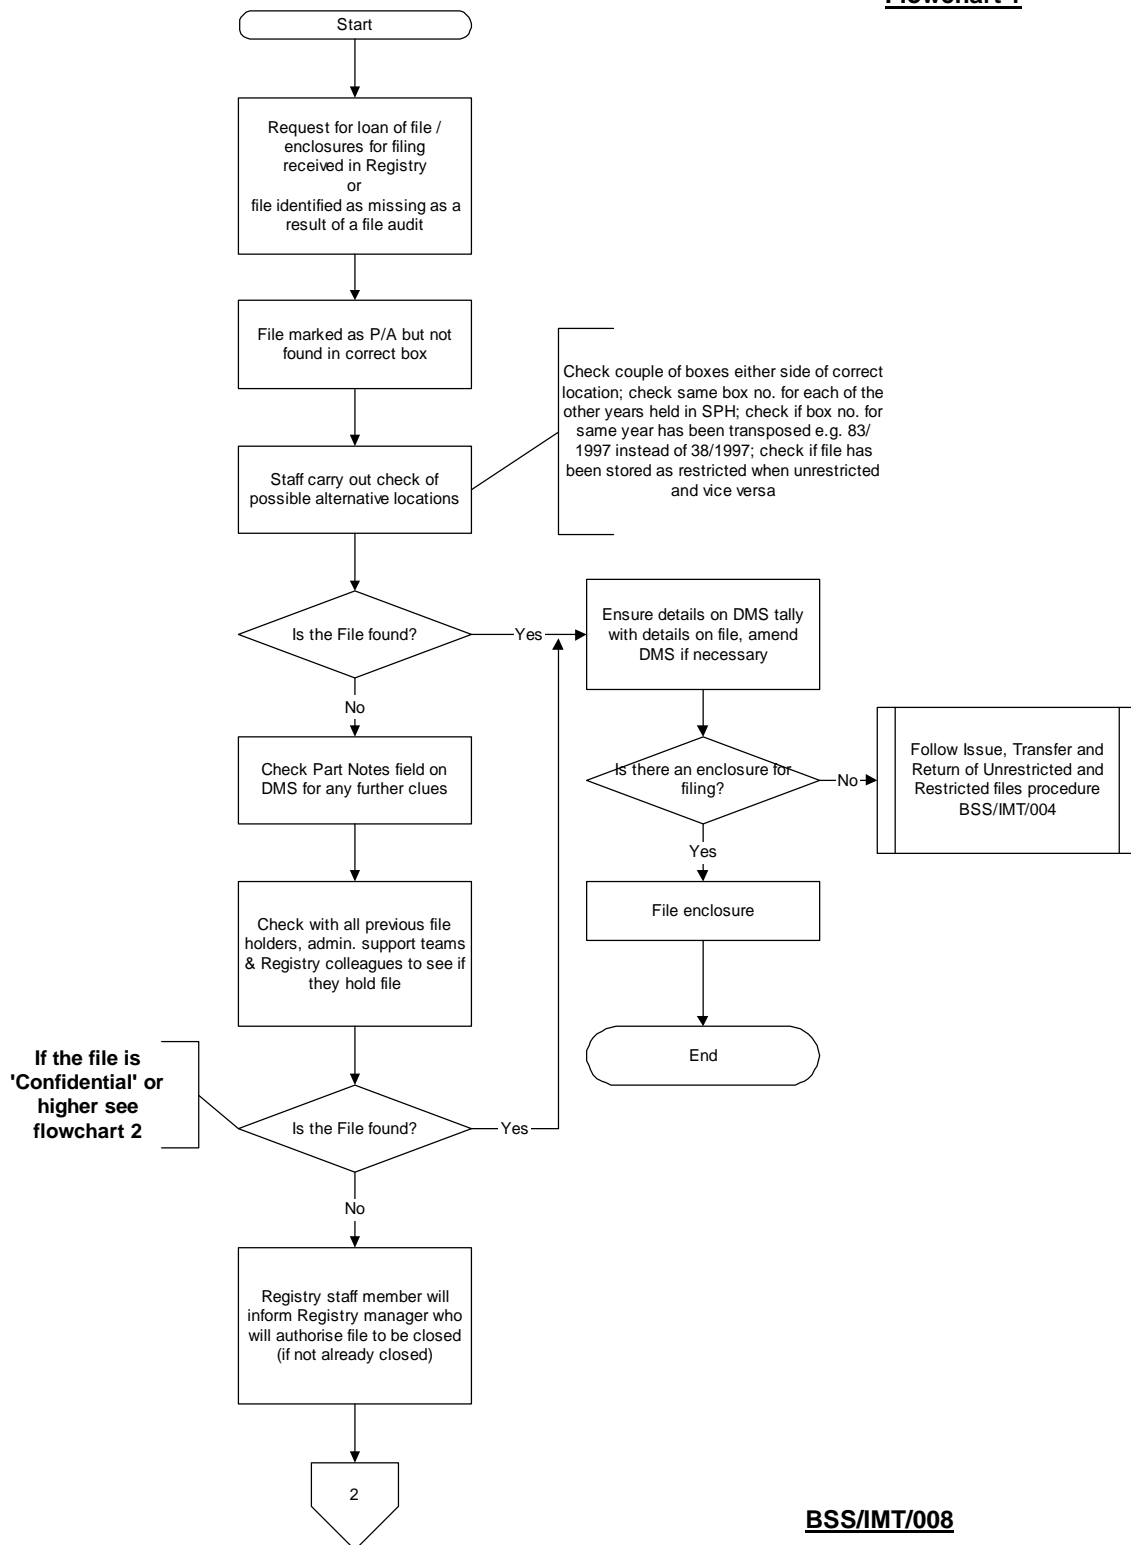 Flowchart 1
Start
Request for loan of file /
enclosures for filing
received in Registry
or
file identified as missing as a
result of a file audit
File marked as P/A but not
found in correct box
Check couple of boxes either side of correct
location; check same box no. for each of the
other years held in SPH; check if box no. for
same year has been transposed e.g. 83/
1997 instead of 38/1997; check if file has
been stored as restricted when unrestricted
and vice versa
Staff carry out check of
possible alternative locations
Is the File found?
Yes
Ensure details on DMS tally
with details on file, amend
DMS if necessary
No
Check Part Notes field on
DMS for any further clues
Is there an enclosure for
filing?
No
Follow Issue, Transfer and
Return of Unrestricted and
Restricted files procedure
BSS/IMT/004
Yes
File enclosure
Check with all previous file
holders, admin. support teams
& Registry colleagues to see if
they hold file
End
If the file is
'Confidential' or
higher see
flowchart 2
Is the File found?
Yes
No
Registry staff member will
inform Registry manager who
will authorise file to be closed
(if not already closed)
2
BSS/IMT/008